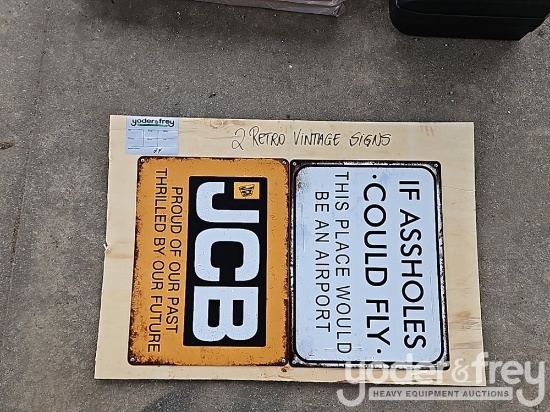 yoder&frey
2 RETRO VINTAGE SIGNS
JCB
JCB
PROUD OF OUR PAST
THRILLED BY OUR FUTURE
IF ASSHOLES
·COULD FLY·
THIS PLACE WOULD
BE AN AIRPORT
yoder&frey
HEAVY EQUIPMENT AUCTIONS